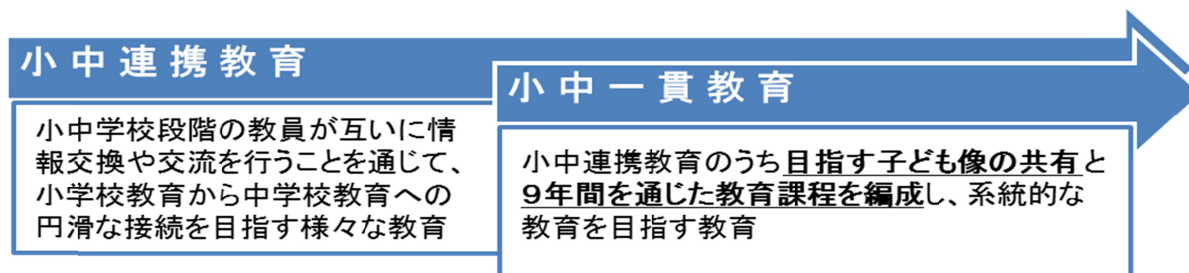 小中連携教育
小中学校段階の教員が互いに情
報交換や交流を行うことを通じて、
小学校教育から中学校教育への
円滑な接続を目指す様々な教育
小中一貫教育
小中連携教育のうち目指す子ども像の共有と
９年間を通じた教育課程を編成し、系統的な
教育を目指す教育